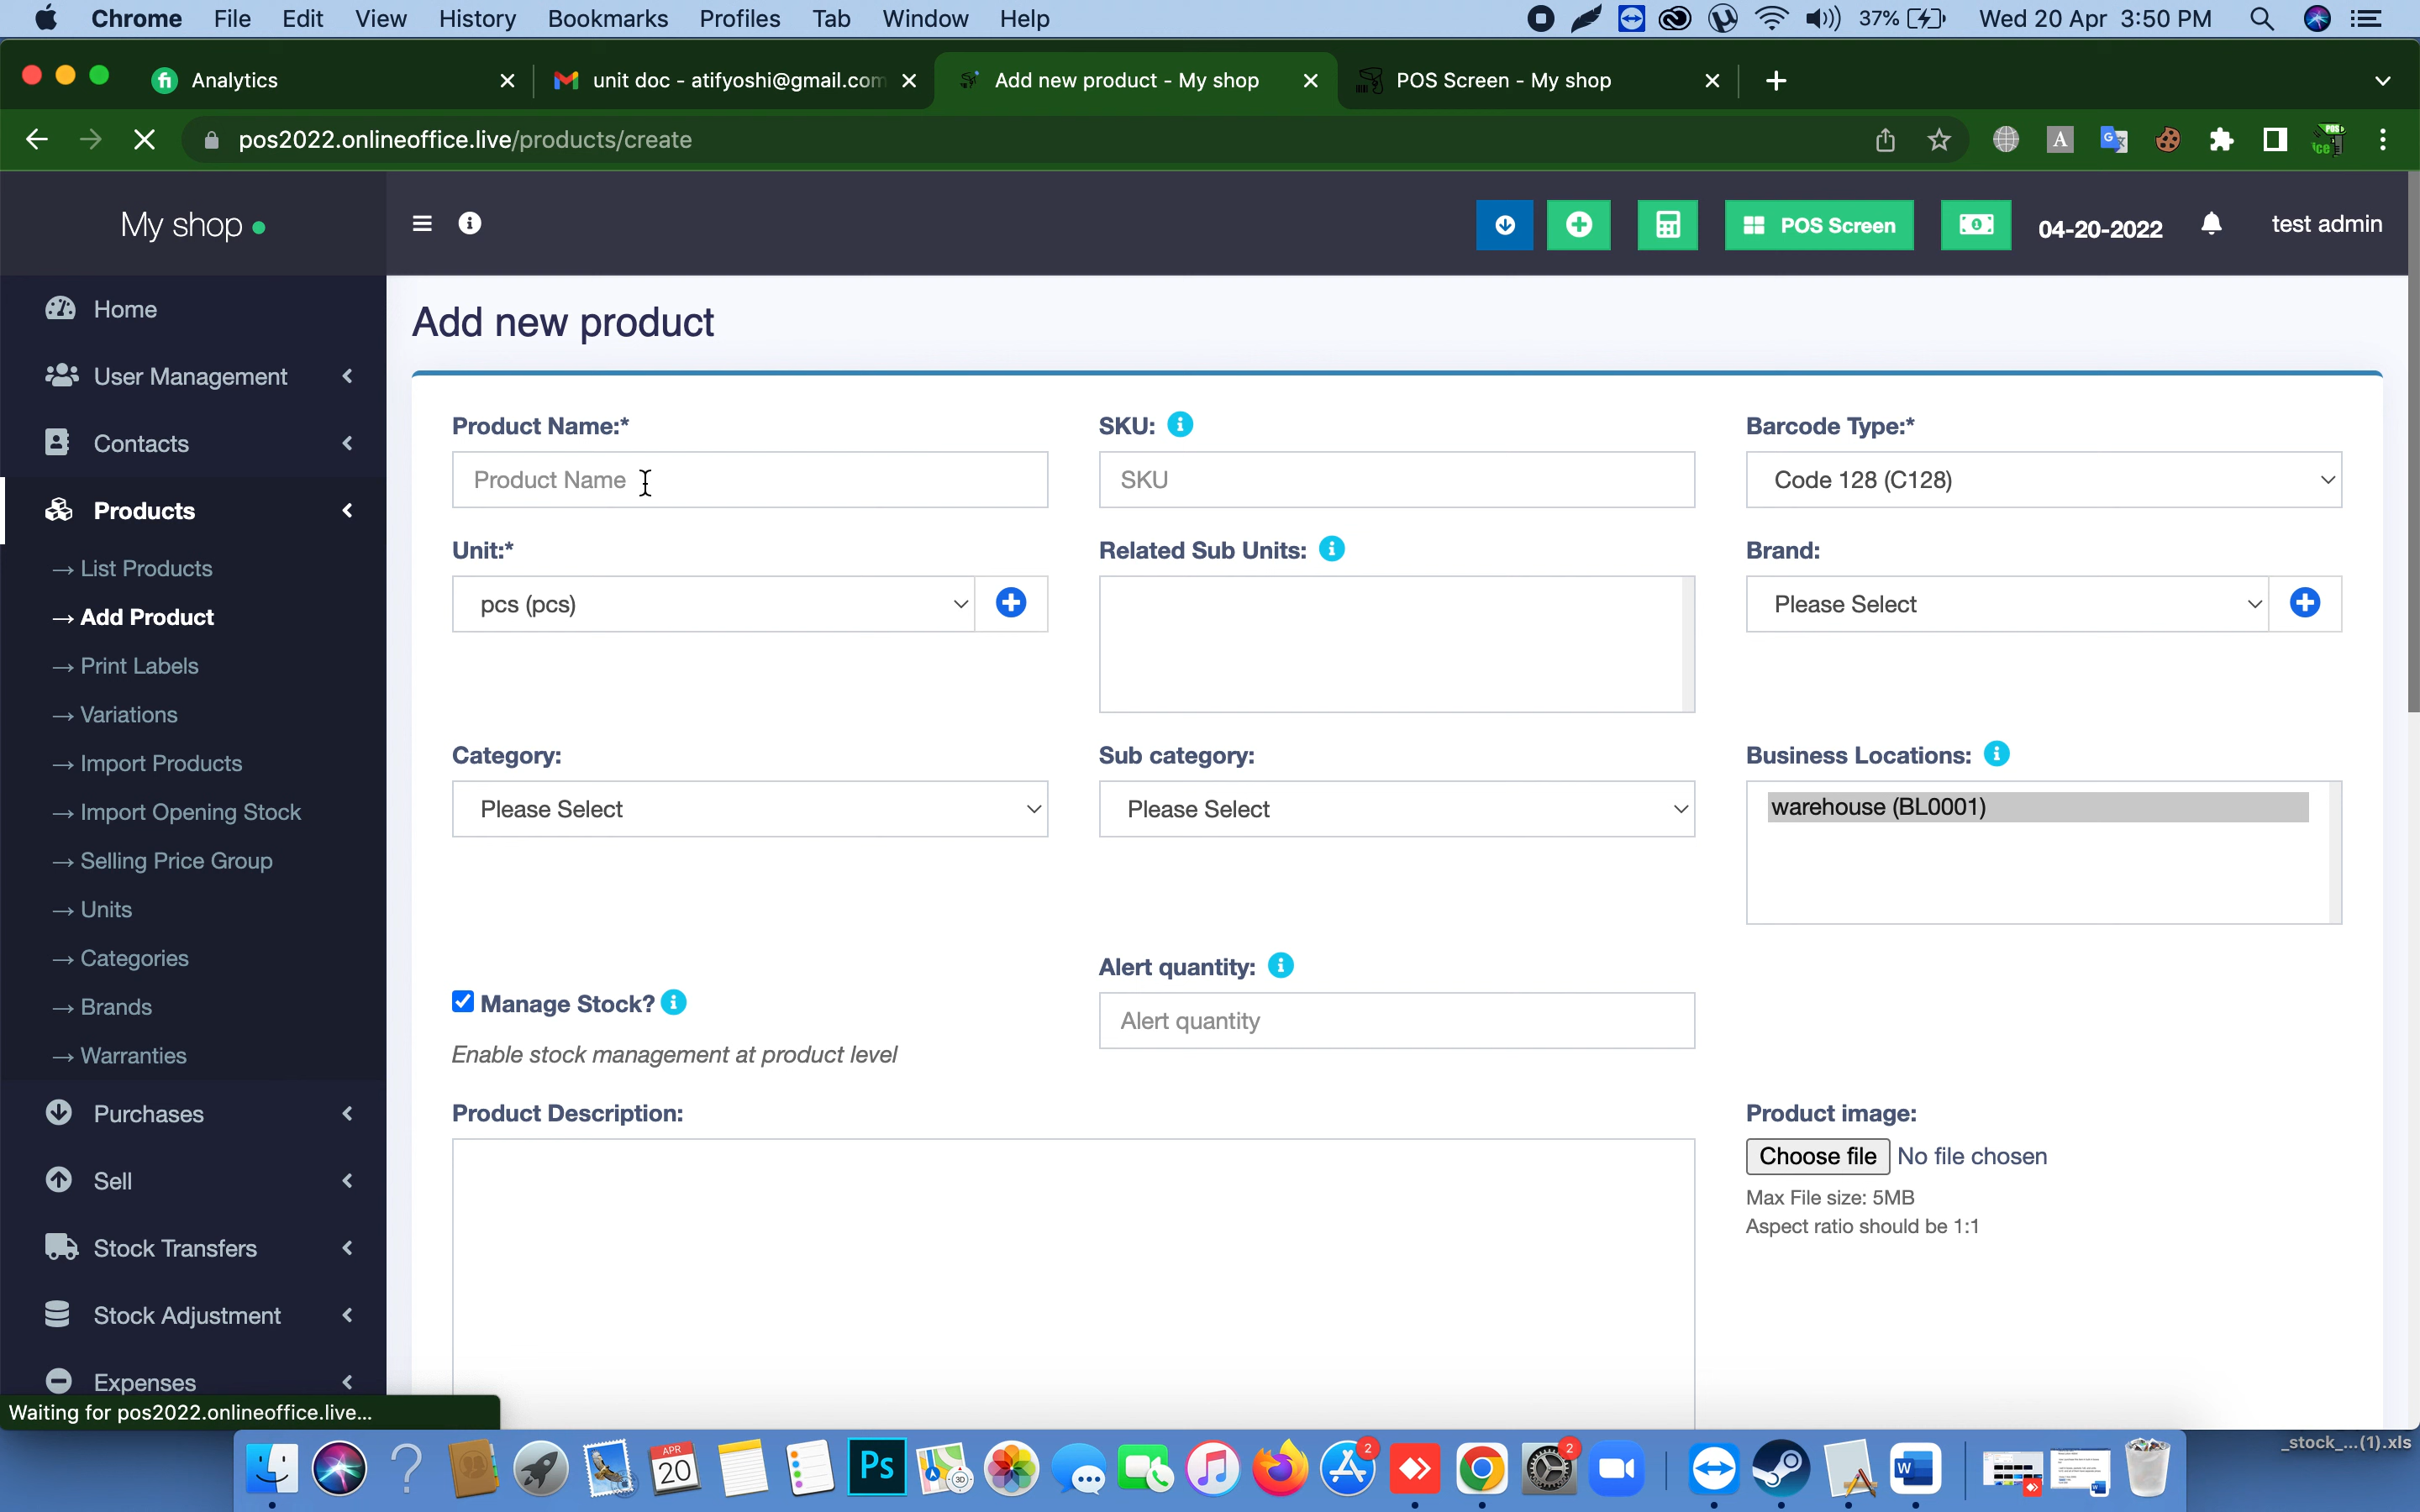 Chrome File Edit View History Bookmarks Profiles Tab Window Help 37% Wed 20 Apr 3:50 PM
Analytics unit doc - atifyoshi@gmail.com Add new product - My shop POS Screen - My shop
pos2022.onlineoffice.live/products/create
My shop
POS Screen 04-20-2022 test admin
Home
User Management
Contacts
Products
→ List Products
→ Add Product
→ Print Labels
→ Variations
→ Import Products
→ Import Opening Stock
→ Selling Price Group
→ Units
→ Categories
→ Brands
→ Warranties
Purchases
Sell
Stock Transfers
Stock Adjustment
Expenses
Add new product
Product Name:* SKU: Barcode Type:*
Product Name SKU Code 128 (C128)
Unit:* Related Sub Units: Brand:
pcs (pcs) Please Select
Category: Sub category: Business Locations:
Please Select Please Select warehouse (BL0001)
Alert quantity:
Manage Stock? Alert quantity
Enable stock management at product level
Product Description: Product image:
Choose file No file chosen
Max File size: 5MB
Aspect ratio should be 1:1
Waiting for pos2022.onlineoffice.live...
_stock_...(1).xls
APR
20
Ps
3D
2
2
W